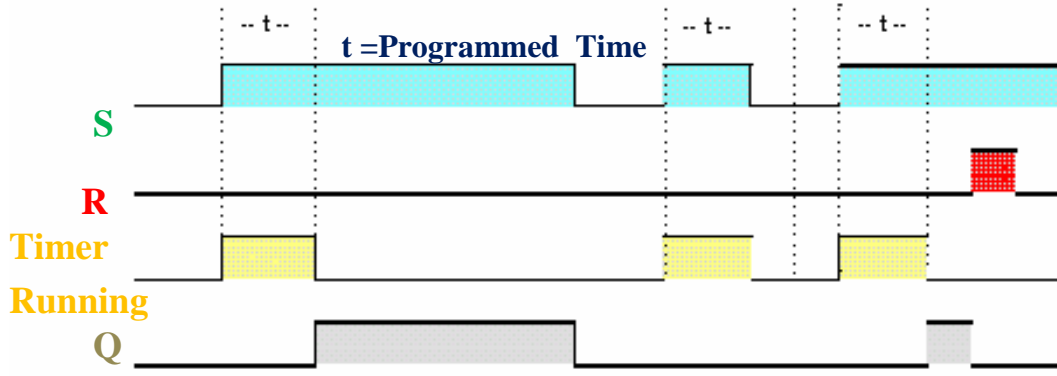 -- t --
-- t --
-- t --
t =Programmed Time
S
R
Timer
Running
Q